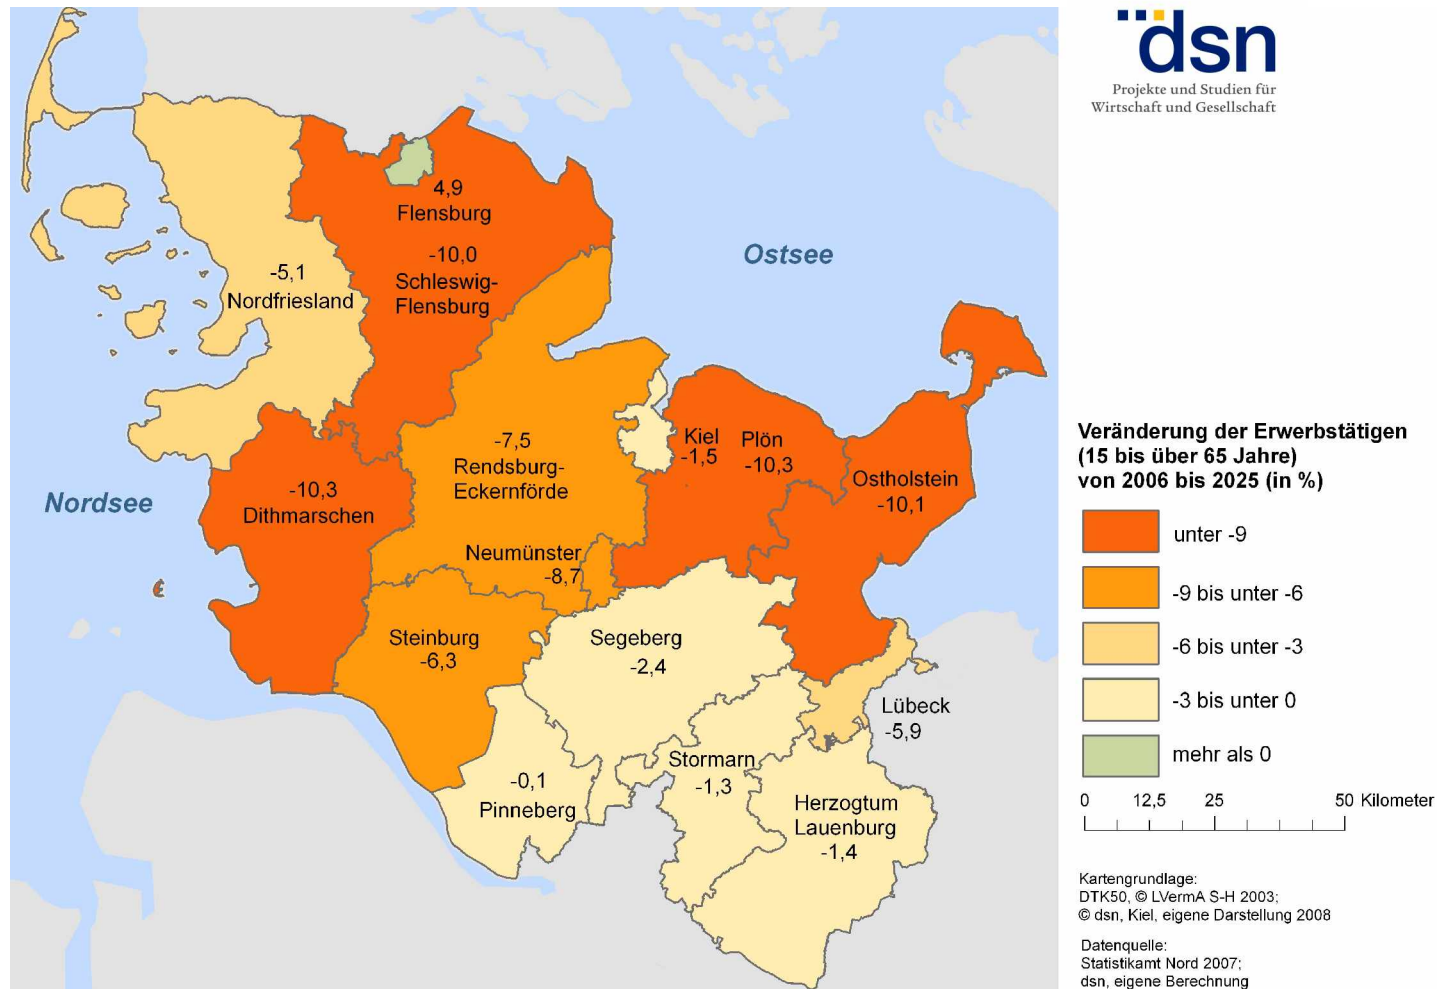 dsn
Projekte und Studien für
Wirtschaft und Gesellschaft
4,9
Flensburg
-10,0
Schleswig-
Flensburg
-5,1
Nordfriesland
Ostsee
Nordsee
-7,5
Rendsburg-
Eckernförde
Kiel
-1,5
Plön
-10,3
Ostholstein
-10,1
-10,3
Dithmarschen
Neumünster
-8,7
Steinburg
-6,3
Segeberg
-2,4
Lübeck
-5,9
Stormarn
-1,3
-0,1
Pinneberg
Herzogtum
Lauenburg
-1,4
Veränderung der Erwerbstätigen
(15 bis über 65 Jahre)
von 2006 bis 2025 (in %)
unter -9
-9 bis unter -6
-6 bis unter -3
-3 bis unter 0
mehr als 0
0 12,5 25 50 Kilometer
Kartengrundlage:
DTK50, © LVermA S-H 2003;
© dsn, Kiel, eigene Darstellung 2008
Datenquelle:
Statistikamt Nord 2007;
dsn, eigene Berechnung